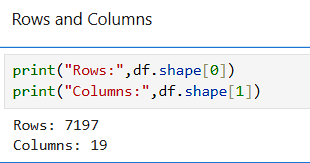 Rows and Columns
print("Rows:",df.shape[0])
print("Columns:",df.shape[1])
Rows: 7197
Columns: 19